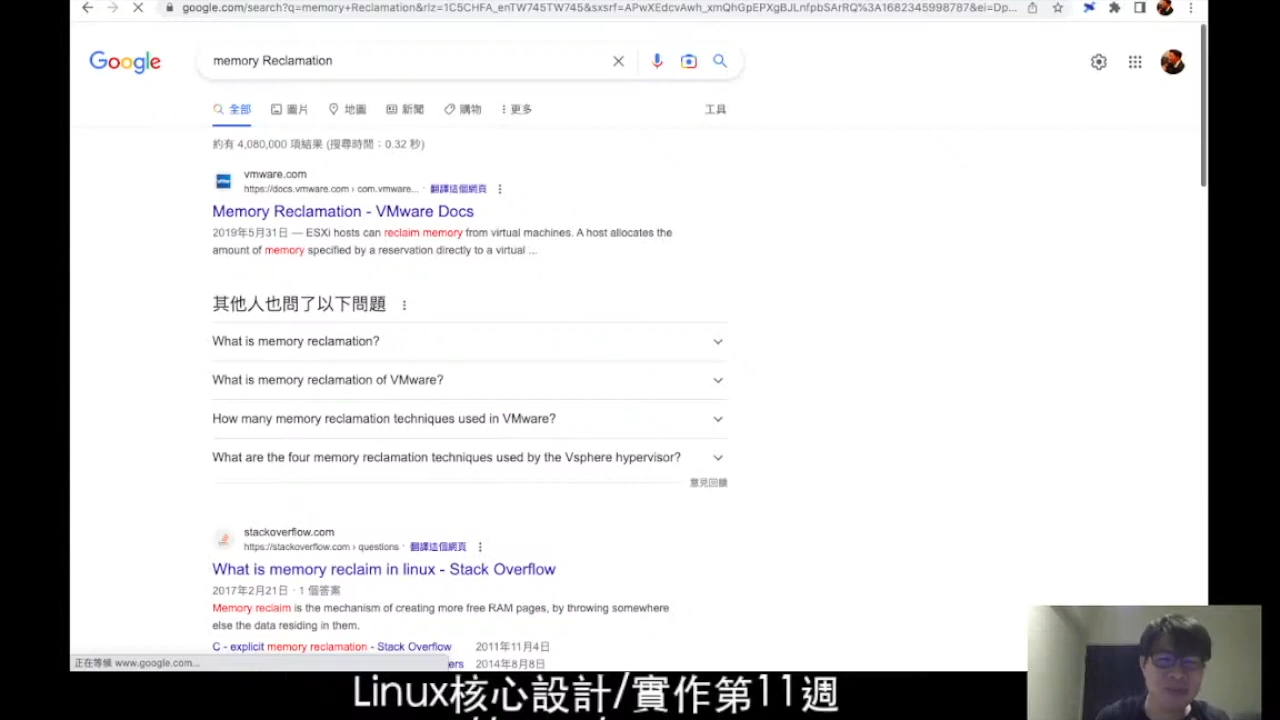 google.com/search?q=memory+Reclamation&rlz=1C5CHFA_enTW745TW745&sxsrf=APwXEdcvAwh_xmQhGpEPXgBJLnfpbSArRQ%3A1682345998787&ei=Dp...
Google
memory Reclamation
全部 圖片 地圖 新聞 購物 更多 工具
約有 4,080,000 項結果 (搜尋時間：0.32 秒)
vmware.com
https://docs.vmware.com › com.vmware... · 翻譯這個網頁
Memory Reclamation - VMware Docs
2019年5月31日 — ESXi hosts can reclaim memory from virtual machines. A host allocates the
amount of memory specified by a reservation directly to a virtual ...
其他人也問了以下問題
What is memory reclamation?
What is memory reclamation of VMware?
How many memory reclamation techniques used in VMware?
What are the four memory reclamation techniques used by the Vsphere hypervisor?
意見回饋
stackoverflow.com
https://stackoverflow.com › questions · 翻譯這個網頁
What is memory reclaim in linux - Stack Overflow
2017年2月21日 · 1 個答案
Memory reclaim is the mechanism of creating more free RAM pages, by throwing somewhere
else the data residing in them.
C - explicit memory reclamation - Stack Overflow 2011年11月4日
ers 2014年8月8日
正在等候 www.google.com...
Linux核心設計/實作第11週